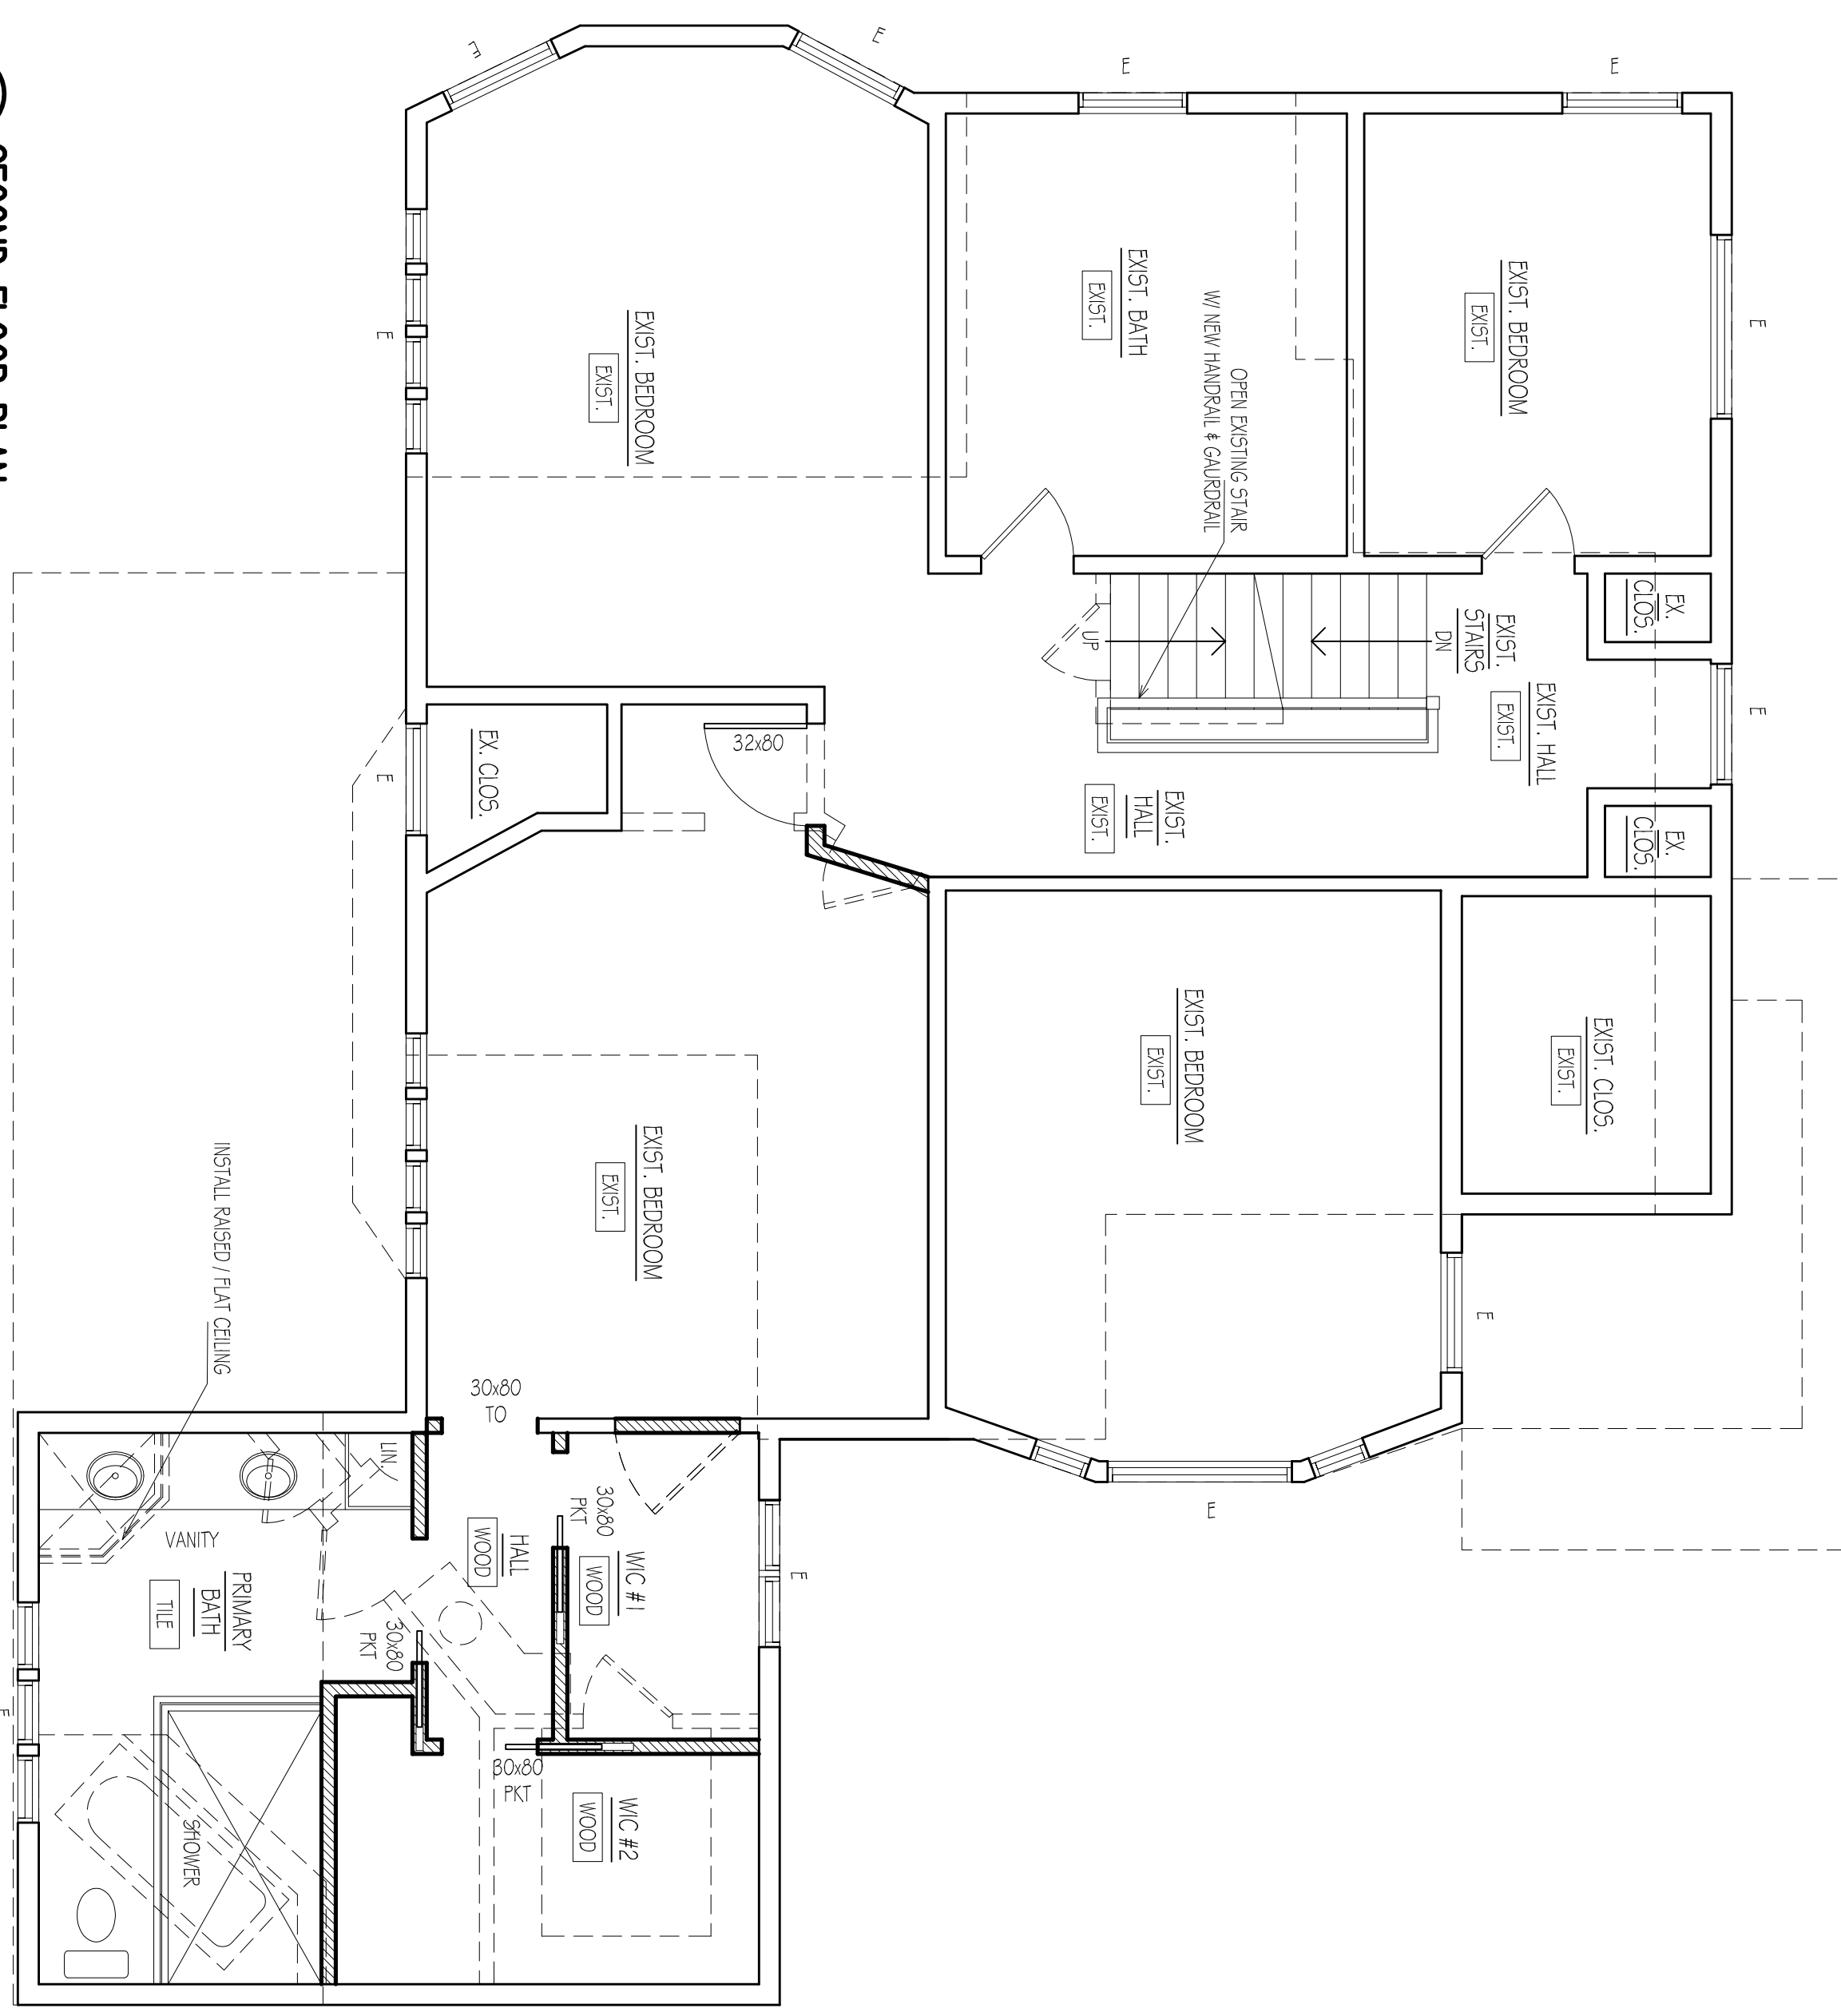 SECOND FLOOR PLAN
E
E
E
E
E
E
E
E
E
E
E
E
EXIST. BEDROOM
EXIST.
EXIST. BATH
EXIST.
W/ NEW HANDRAIL & GAURDRAIL
OPEN EXISTING STAIR
EXIST. BEDROOM
EXIST.
EX.
CLOS.
EXIST.
STAIRS
DN
UP
EXIST. HALL
EXIST.
EXIST.
HALL
EXIST.
EX.
CLOS.
EX. CLOS.
32x80
EXIST. CLOS.
EXIST.
EXIST. BEDROOM
EXIST.
EXIST. BEDROOM
EXIST.
INSTALL RAISED / FLAT CEILING
30x80
TO
LIN.
VANITY
HALL
WOOD
30x80
PKT
WIC #1
WOOD
PRIMARY
BATH
TILE
30x80
PKT
30x80
PKT
WIC #2
WOOD
SHOWER